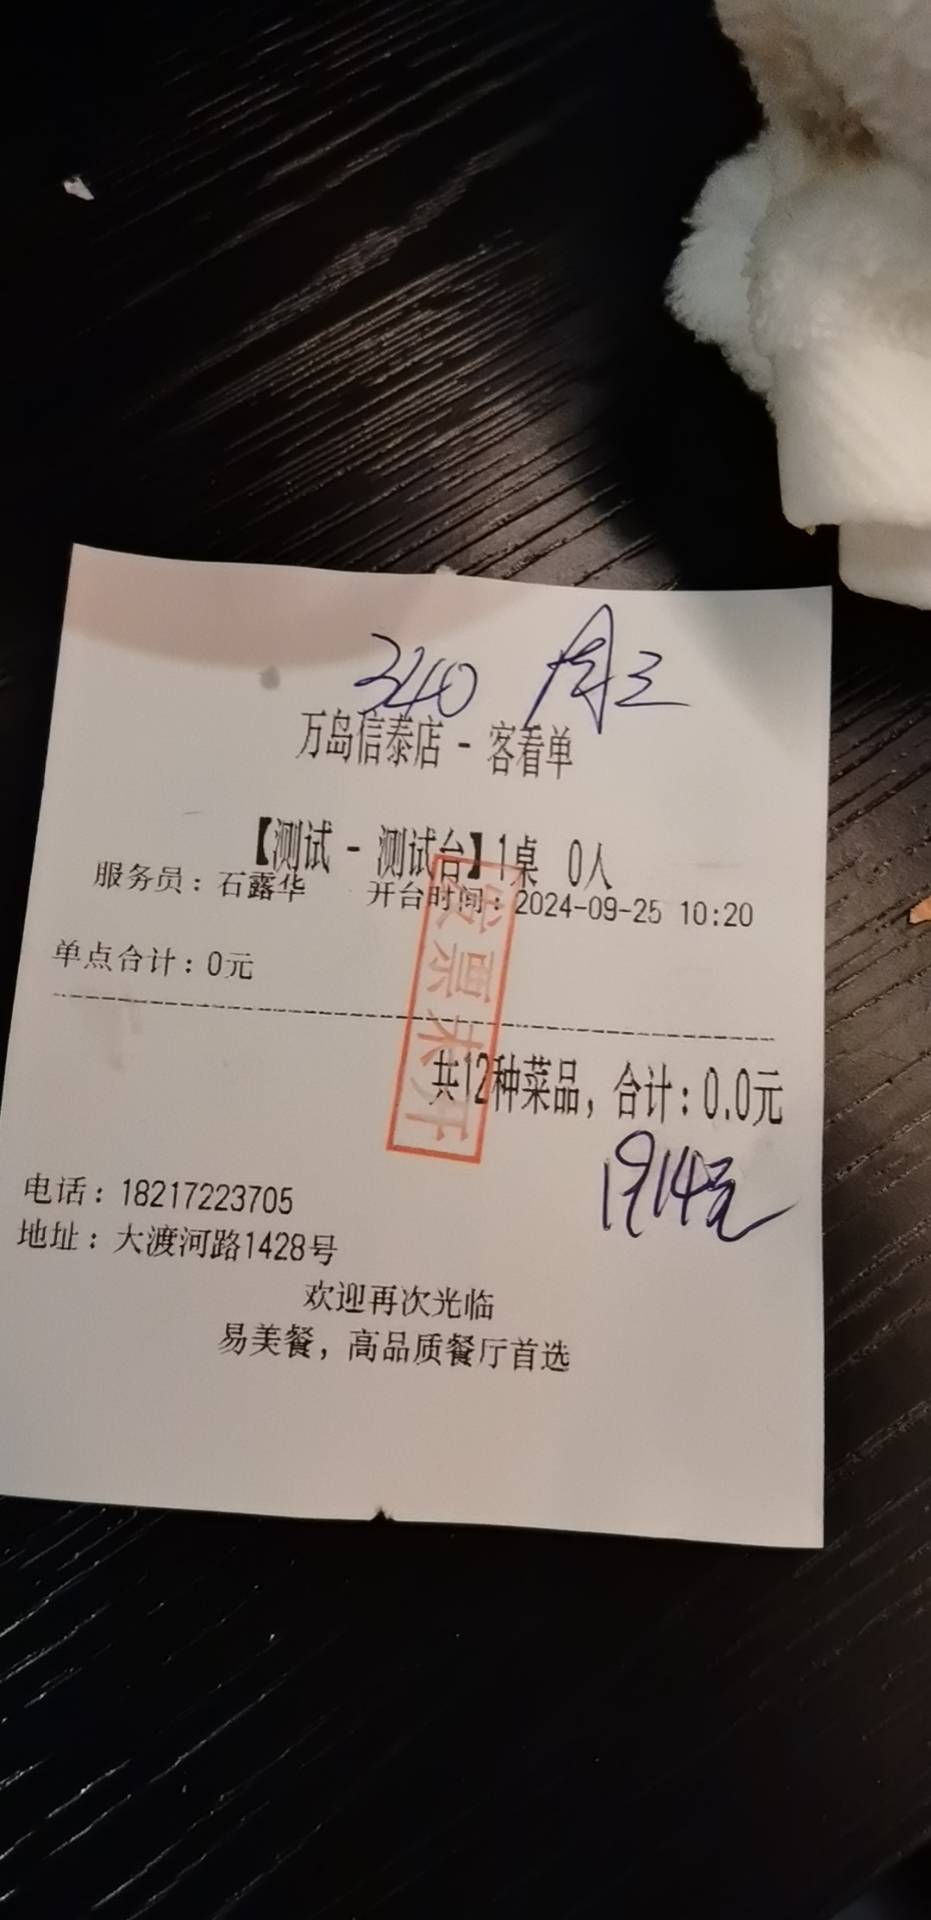 340 周三
万岛信泰店 - 客看单
【测试 - 测试台】1桌 0人
服务员：石露华 开台时间：2024-09-25 10:20
单点合计：0元
共12种菜品，合计：0.0元
1914元
发票未开
电话：18217223705
地址：大渡河路1428号
欢迎再次光临
易美餐，高品质餐厅首选